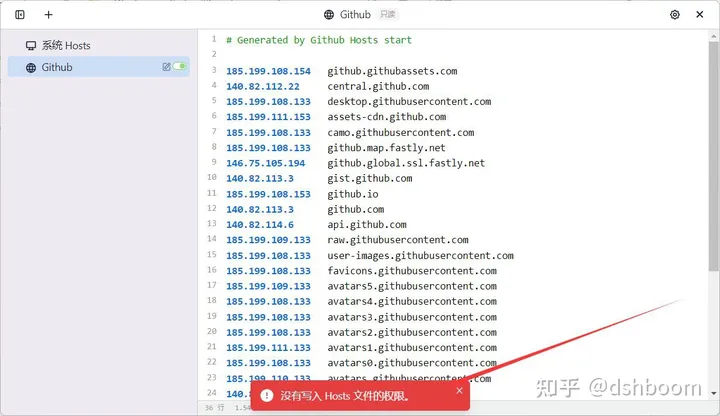 Github 只读
系统 Hosts
Github
1 # Generated by Github Hosts start
2
3 185.199.108.154 github.githubassets.com
4 140.82.112.22 central.github.com
5 185.199.108.133 desktop.githubusercontent.com
6 185.199.111.153 assets-cdn.github.com
7 185.199.108.133 camo.githubusercontent.com
8 185.199.108.133 github.map.fastly.net
9 146.75.105.194 github.global.ssl.fastly.net
10 140.82.113.3 gist.github.com
11 185.199.108.153 github.io
12 140.82.113.3 github.com
13 140.82.114.6 api.github.com
14 185.199.109.133 raw.githubusercontent.com
15 185.199.108.133 user-images.githubusercontent.com
16 185.199.108.133 favicons.githubusercontent.com
17 185.199.109.133 avatars5.githubusercontent.com
18 185.199.108.133 avatars4.githubusercontent.com
19 185.199.108.133 avatars3.githubusercontent.com
20 185.199.108.133 avatars2.githubusercontent.com
21 185.199.111.133 avatars1.githubusercontent.com
22 185.199.108.133 avatars0.githubusercontent.com
23 185.199.110.133 avatars.githubusercontent.com
24 140.8
没有写入 Hosts 文件的权限。
36 行 1.54
知乎 @dshboom